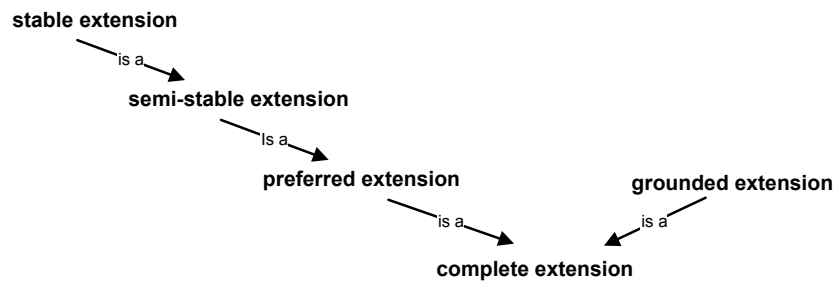 stable extension
is a
semi-stable extension
Is a
preferred extension
grounded extension
is a
is a
complete extension